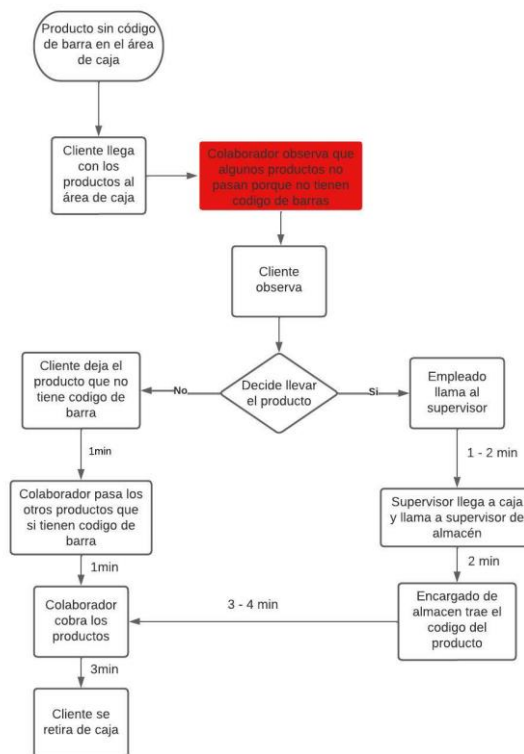 Producto sin código
de barra en el área
de caja
Cliente llega
con los
productos al
área de caja
Colaborador observa que
algunos productos no
pasan porque no tienen
codigo de barras
Cliente
observa
Decide llevar
el producto
No
Si
Cliente deja el
producto que no
tiene codigo de
barra
1min
Colaborador pasa los
otros productos que
si tienen codigo de
barra
1min
Empleado
llama al
supervisor
1 - 2 min
Supervisor llega a caja
y llama a supervisor de
almacén
2 min
Encargado de
almacen trae el
codigo del
producto
3 - 4 min
Colaborador
cobra los
productos
3min
Cliente se
retira de caja